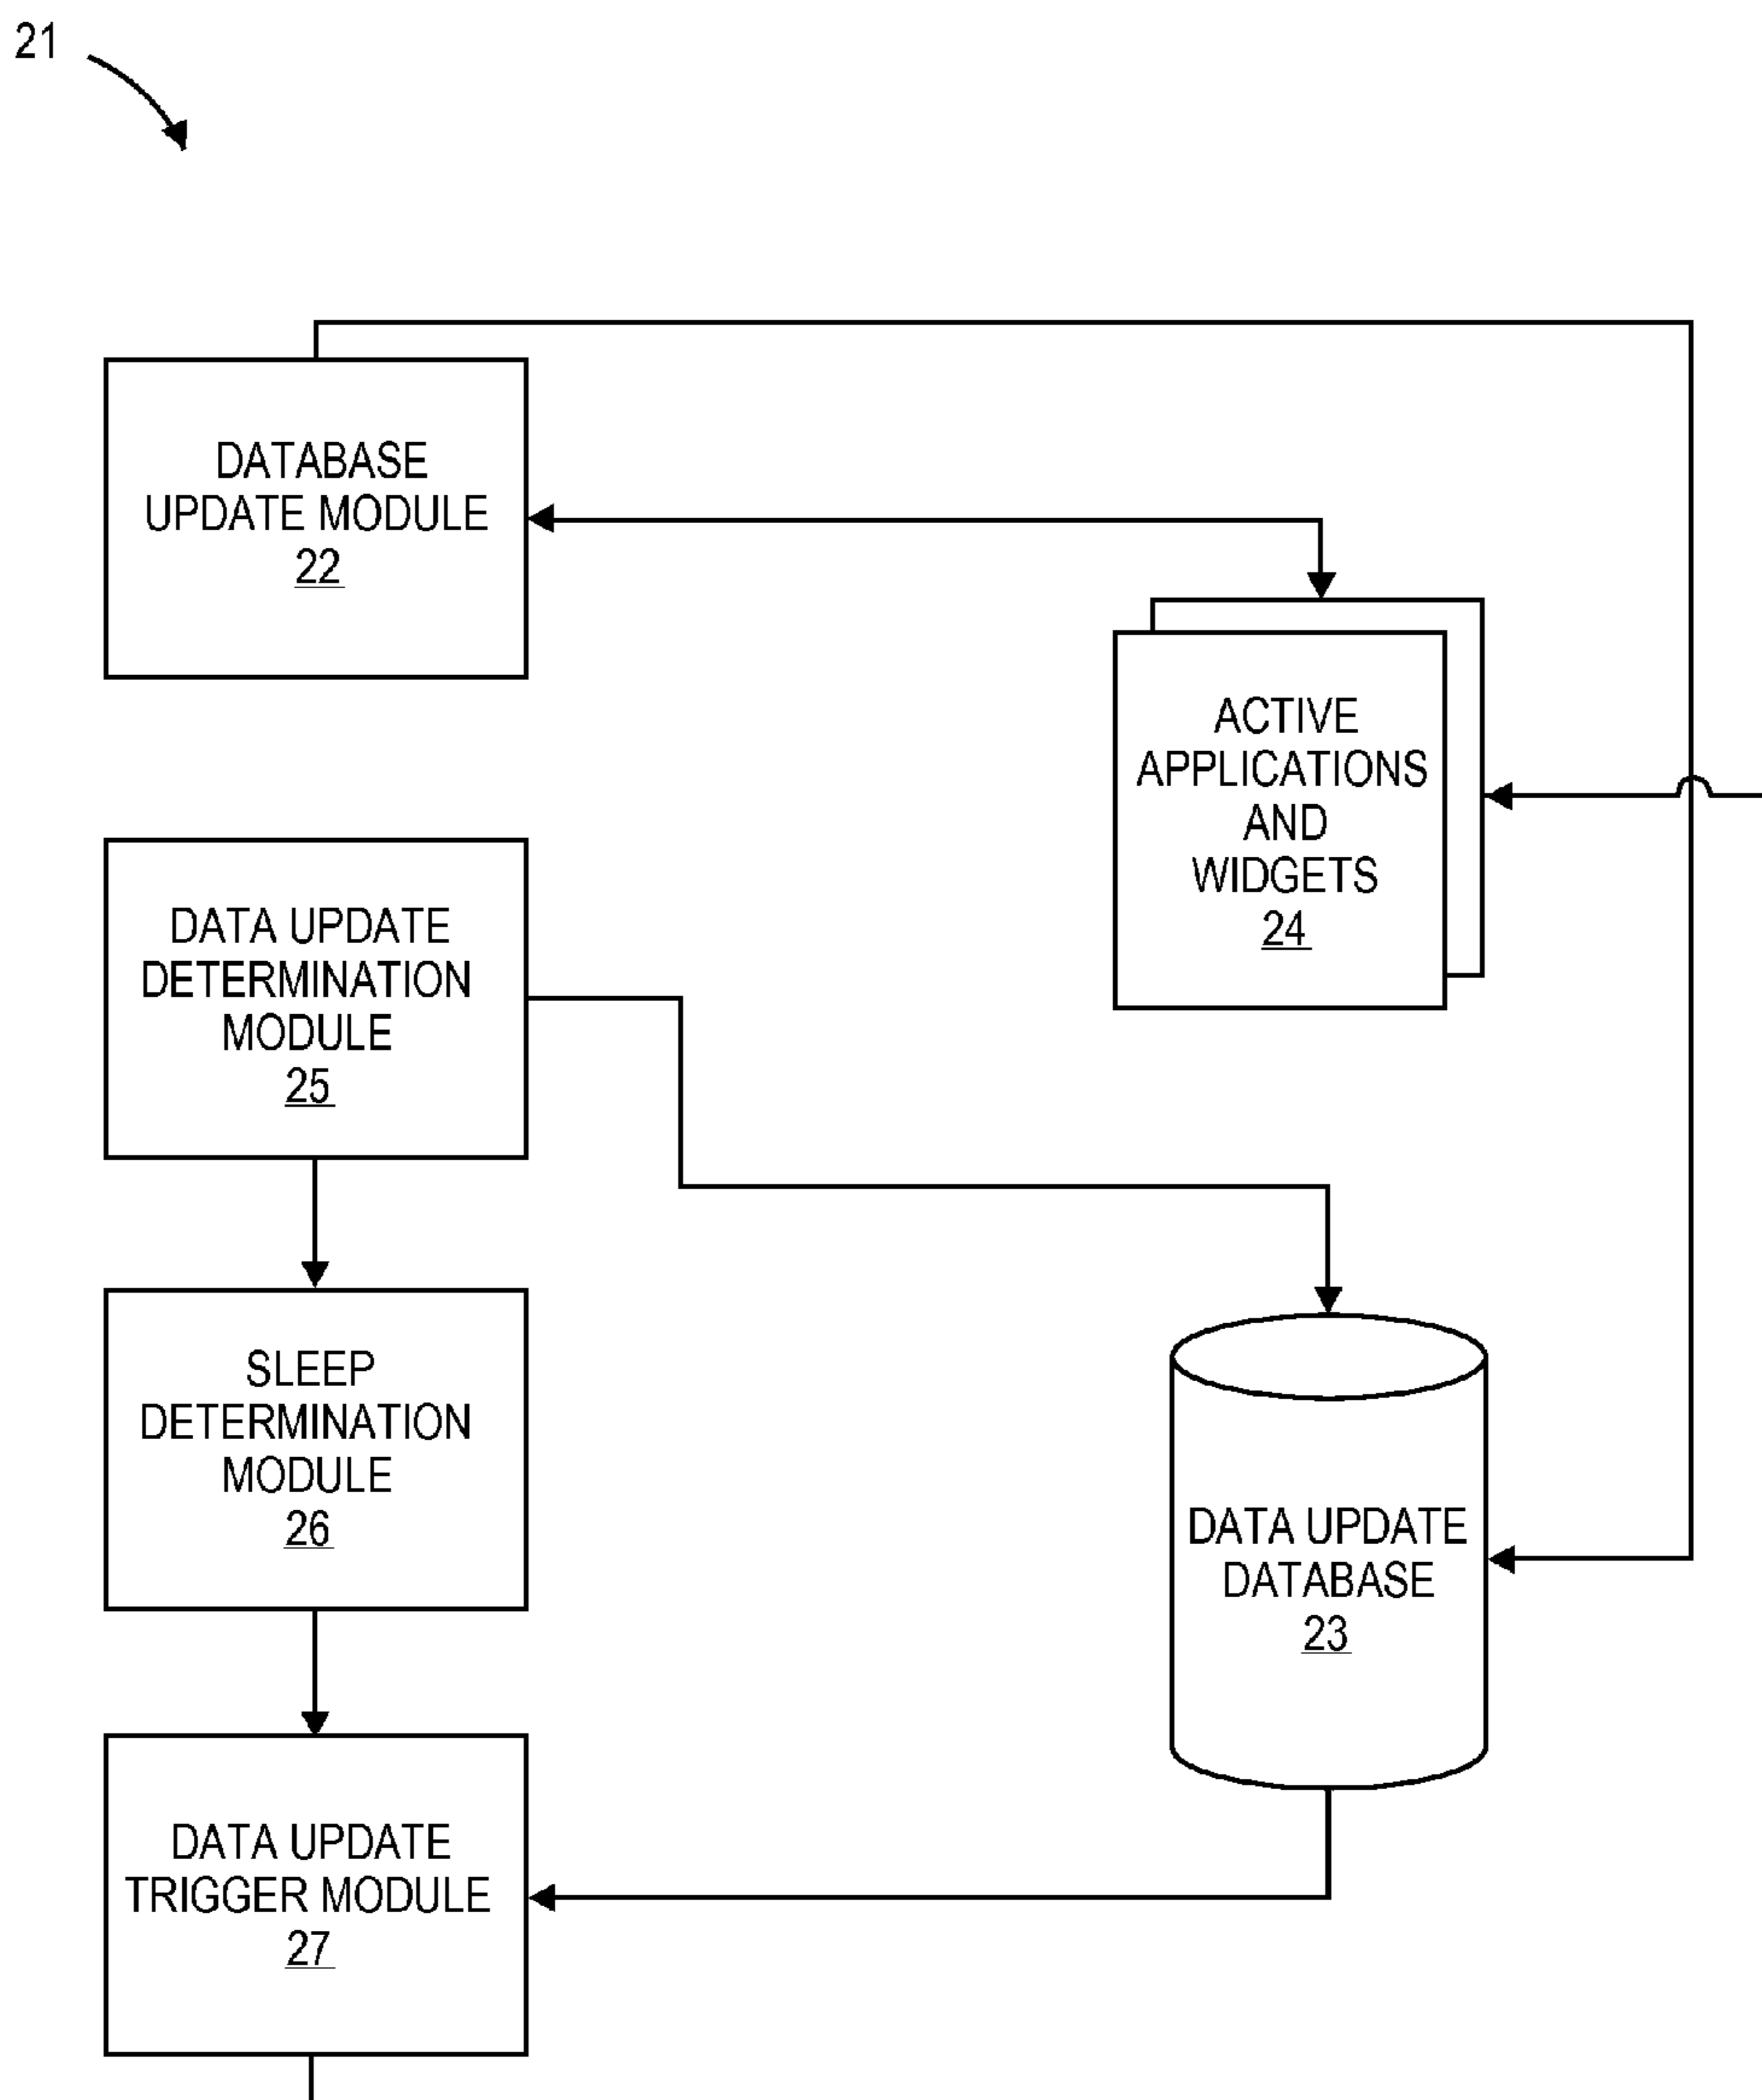 21
DATABASE
UPDATE MODULE
22
ACTIVE
APPLICATIONS
AND
WIDGETS
24
DATA UPDATE
DETERMINATION
MODULE
25
SLEEP
DETERMINATION
MODULE
26
DATA UPDATE
DATABASE
23
DATA UPDATE
TRIGGER MODULE
27